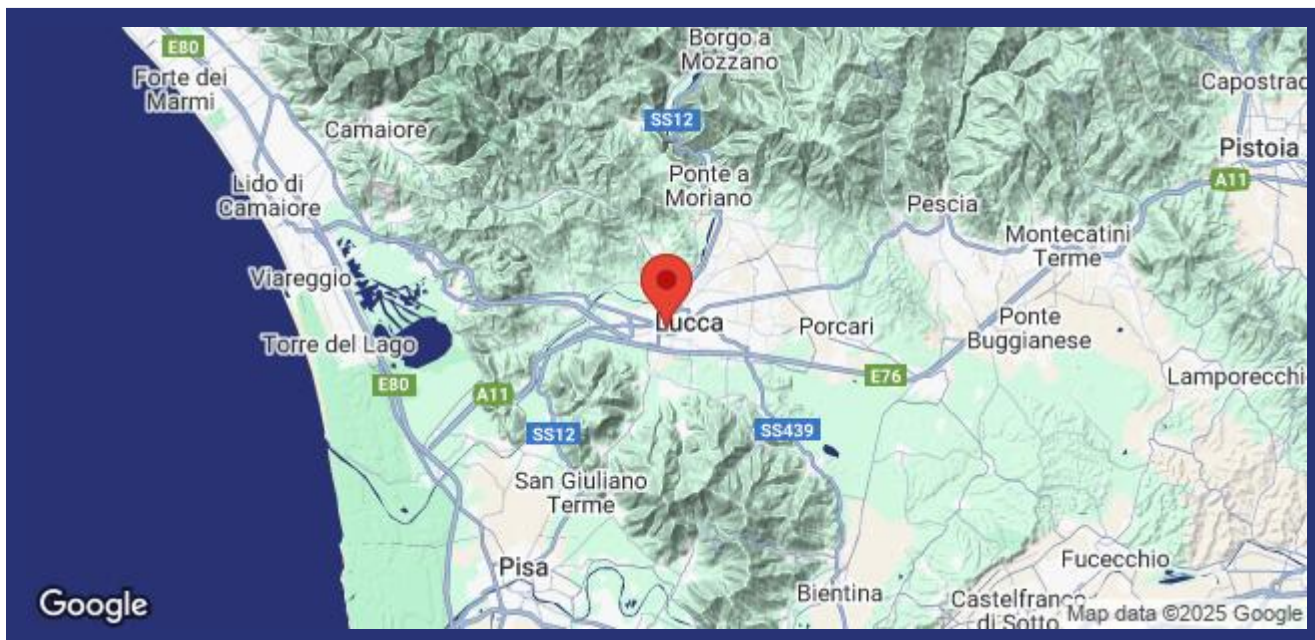 E80
Borgo a
Mozzano
Forte dei
Marmi
Capostrad
SS12
Camaiore
Pistoia
Ponte a
Moriano
A11
Lido di
Camaiore
Pescia
Montecatini
Terme
Viareggio
Lucca
Porcari
Ponte
Buggianese
Torre del Lago
E80
A11
E76
Lamporecchi
SS12
SS439
San Giuliano
Terme
Pisa
Fucecchio
Bientina
Castelfranco
di Sotto
Google
Map data ©2025 Google